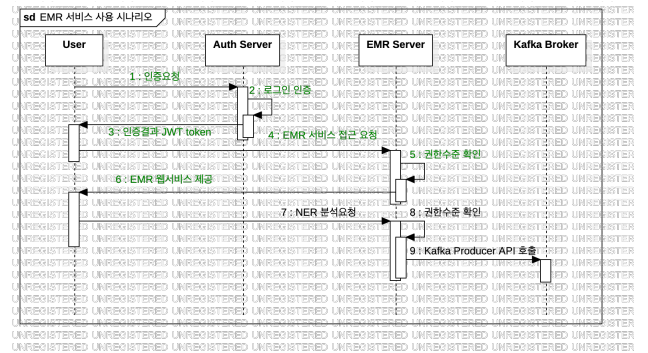 sd EMR 서비스 사용 시나리오
User
Auth Server
EMR Server
Kafka Broker
1 : 인증요청
2 : 로그인 인증
3 : 인증결과 JWT token
4 : EMR 서비스 접근 요청
5 : 권한수준 확인
6 : EMR 웹서비스 제공
7 : NER 분석요청
8 : 권한수준 확인
9 : Kafka Producer API 호출
UNREGISTERED